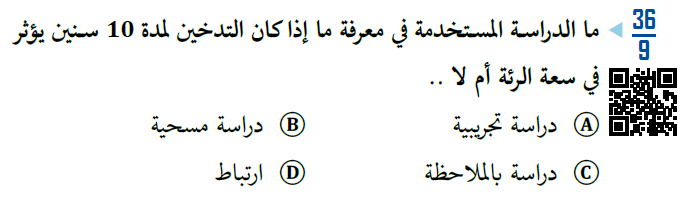 36/9 ◀ ما الدراسة المستخدمة في معرفة ما إذا كان التدخين لمدة 10 سنين يؤثر
في سعة الرئة أم لا ..
Ⓐ دراسة تجريبية Ⓑ دراسة مسحية
Ⓒ دراسة بالملاحظة Ⓓ ارتباط